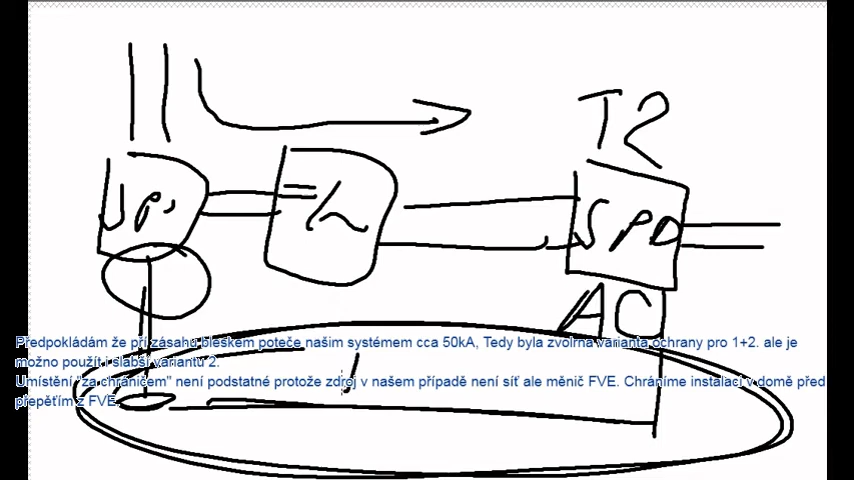 T2
SPD
AC
Předpokládám že při zásahu bleskem poteče našim systémem cca 50kA, Tedy byla zvolrna varianta ochrany pro 1+2. ale je
možno použít i slabší variantu 2.
Umístění "za chráničem" není podstatné protože zdroj v našem případě není síť ale měnič FVE. Chráníme instalaci v domě před
přepětím z FVE.